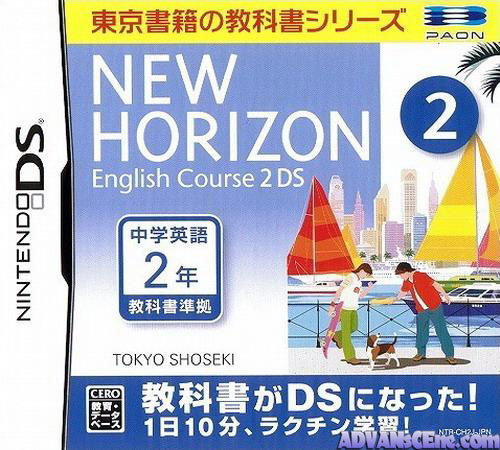 東京書籍の教科書シリーズ
PAON
NINTENDO DS
NEW
HORIZON
2
English Course 2 DS
中学英語
2年
教科書準拠
TOKYO SHOSEKI
CERO
教育・データベース
教科書がDSになった!
1日10分、ラクチン学習!
NTR-CH2J-JPN
ADVANsCEne.com